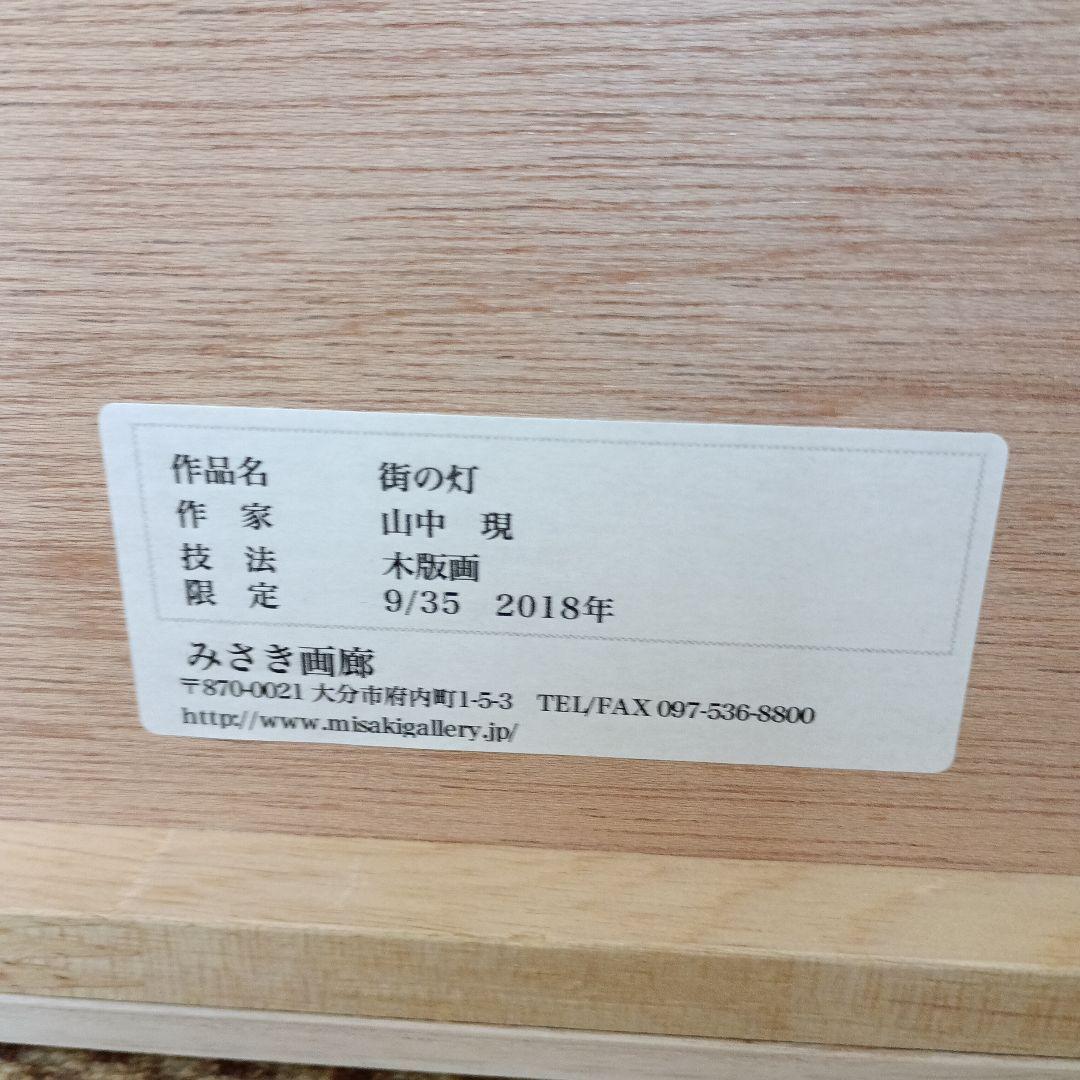 作品名　街の灯
作　家　山中　現
技　法　木版画
限　定　9/35　2018年
みさき画廊
〒870-0021 大分市府内町1-5-3　TEL/FAX 097-536-8800
http://www.misakigallery.jp/